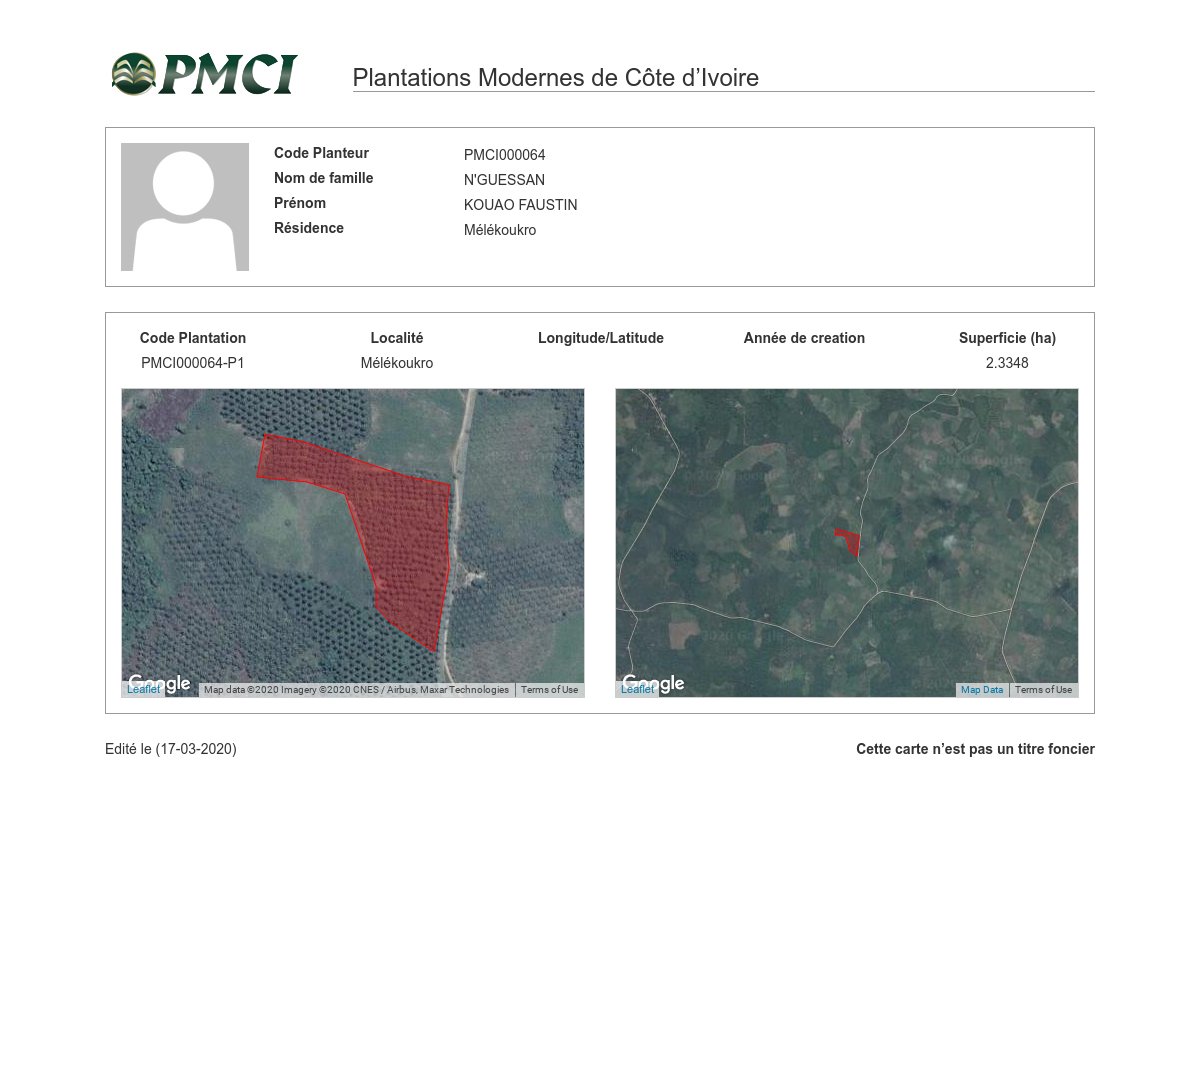 PMCI
Plantations Modernes de Côte d’Ivoire
Code Planteur PMCI000064
Nom de famille N'GUESSAN
Prénom KOUAO FAUSTIN
Résidence Mélékoukro
Code Plantation Localité Longitude/Latitude Année de creation Superficie (ha)
PMCI000064-P1 Mélékoukro 2.3348
Google
Leaflet Map data ©2020 Imagery ©2020 CNES / Airbus, Maxar Technologies Terms of Use
Google
Leaflet Map Data Terms of Use
Edité le (17-03-2020) Cette carte n’est pas un titre foncier